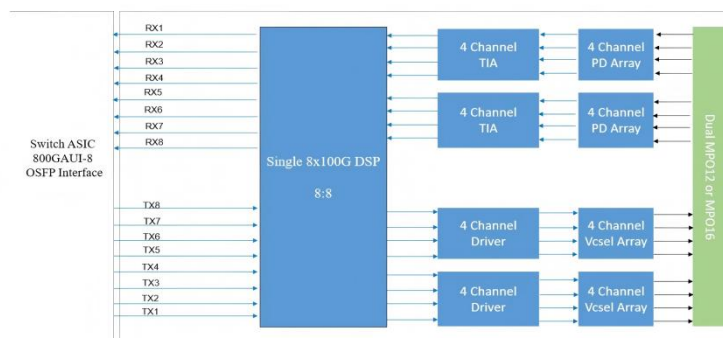 RX1
RX2
RX3
RX4
RX5
RX6
RX7
RX8
Switch ASIC
800GAUI-8
OSFP Interface
TX8
TX7
TX6
TX5
TX4
TX3
TX2
TX1
Single 8x100G DSP
8:8
4 Channel
TIA
4 Channel
PD Array
4 Channel
TIA
4 Channel
PD Array
4 Channel
Driver
4 Channel
Vcsel Array
4 Channel
Driver
4 Channel
Vcsel Array
Dual MPO12 or MPO16